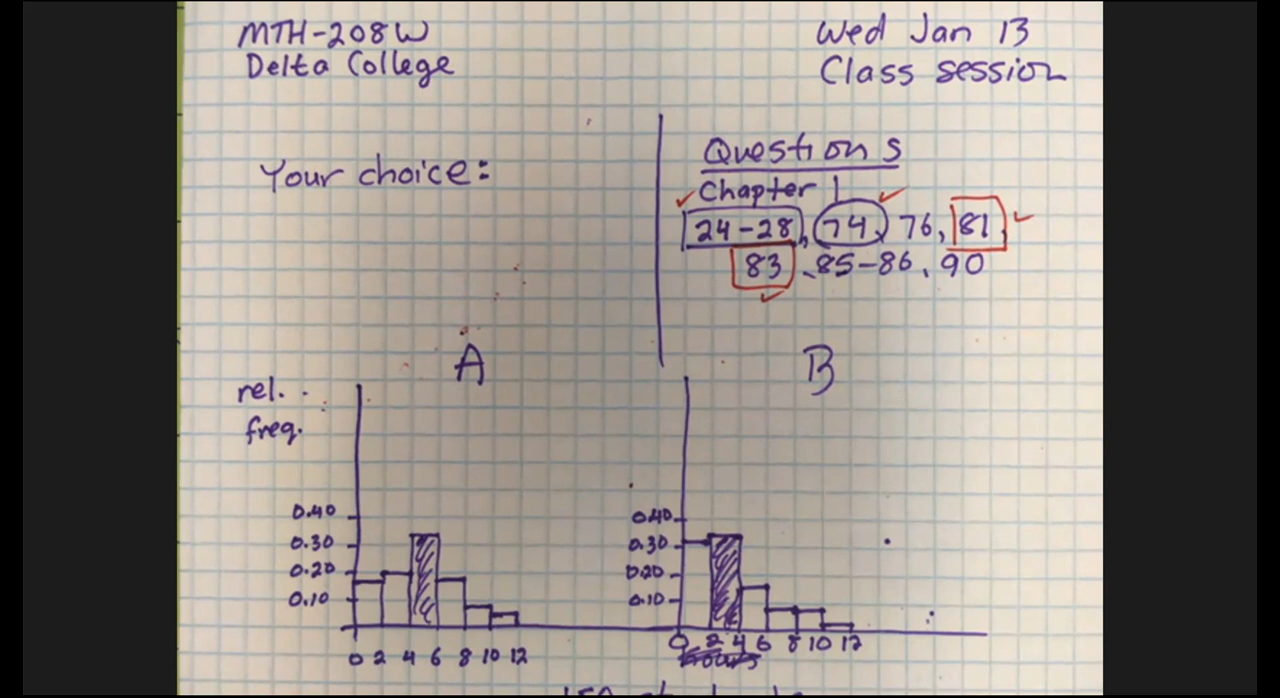 MTH-208W
Delta College
Wed Jan 13
Class session
Your choice:
Questions
Chapter 1
24-28, 74, 76, 81,
83, 85-86, 90
A
rel.
freq.
0.40
0.30
0.20
0.10
0 2 4 6 8 10 12
B
0.40
0.30
0.20
0.10
0 2 4 6 8 10 12
hours